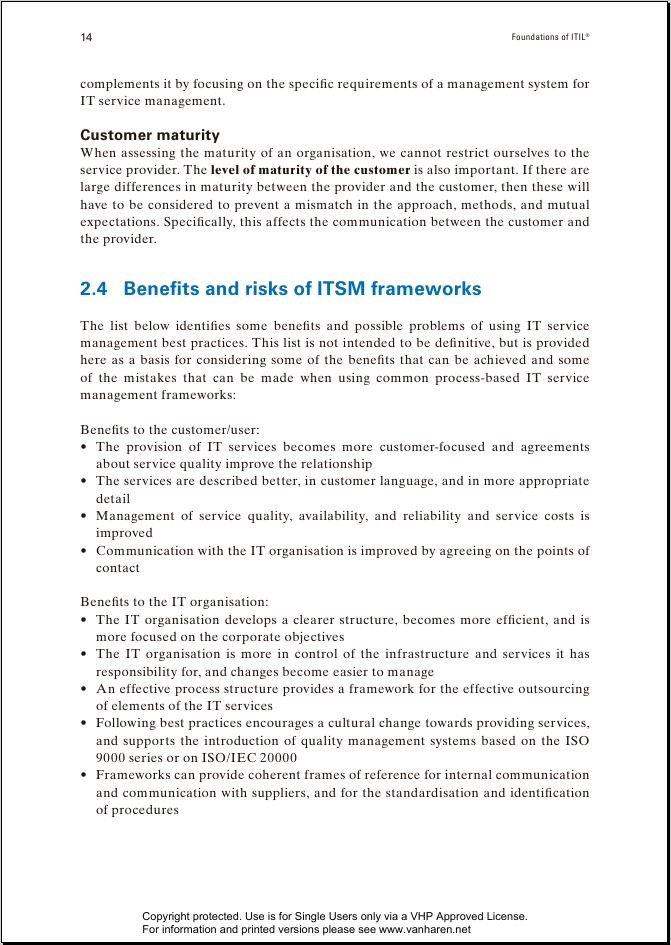 14
Foundations of ITIL®
complements it by focusing on the specific requirements of a management system for
IT service management.
Customer maturity
When assessing the maturity of an organisation, we cannot restrict ourselves to the
service provider. The level of maturity of the customer is also important. If there are
large differences in maturity between the provider and the customer, then these will
have to be considered to prevent a mismatch in the approach, methods, and mutual
expectations. Specifically, this affects the communication between the customer and
the provider.
2.4 Benefits and risks of ITSM frameworks
The list below identifies some benefits and possible problems of using IT service
management best practices. This list is not intended to be definitive, but is provided
here as a basis for considering some of the benefits that can be achieved and some
of the mistakes that can be made when using common process-based IT service
management frameworks:
Benefits to the customer/user:
• The provision of IT services becomes more customer-focused and agreements
about service quality improve the relationship
• The services are described better, in customer language, and in more appropriate
detail
• Management of service quality, availability, and reliability and service costs is
improved
• Communication with the IT organisation is improved by agreeing on the points of
contact
Benefits to the IT organisation:
• The IT organisation develops a clearer structure, becomes more efficient, and is
more focused on the corporate objectives
• The IT organisation is more in control of the infrastructure and services it has
responsibility for, and changes become easier to manage
• An effective process structure provides a framework for the effective outsourcing
of elements of the IT services
• Following best practices encourages a cultural change towards providing services,
and supports the introduction of quality management systems based on the ISO
9000 series or on ISO/IEC 20000
• Frameworks can provide coherent frames of reference for internal communication
and communication with suppliers, and for the standardisation and identification
of procedures
Copyright protected. Use is for Single Users only via a VHP Approved License.
For information and printed versions please see www.vanharen.net